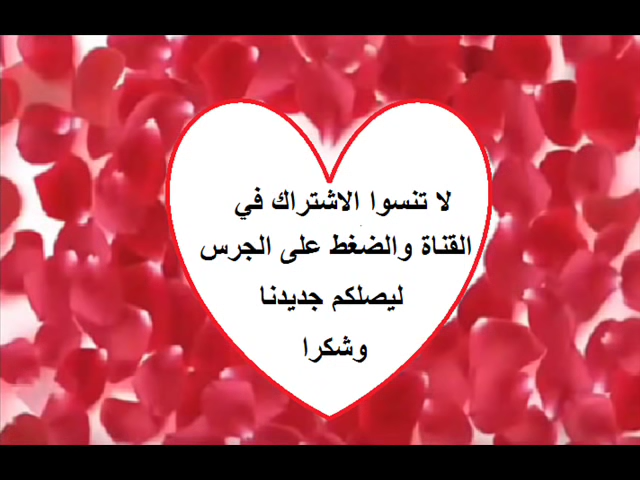 لا تنسوا الاشتراك في
القناة والضغط على الجرس
ليصلكم جديدنا
وشكرا